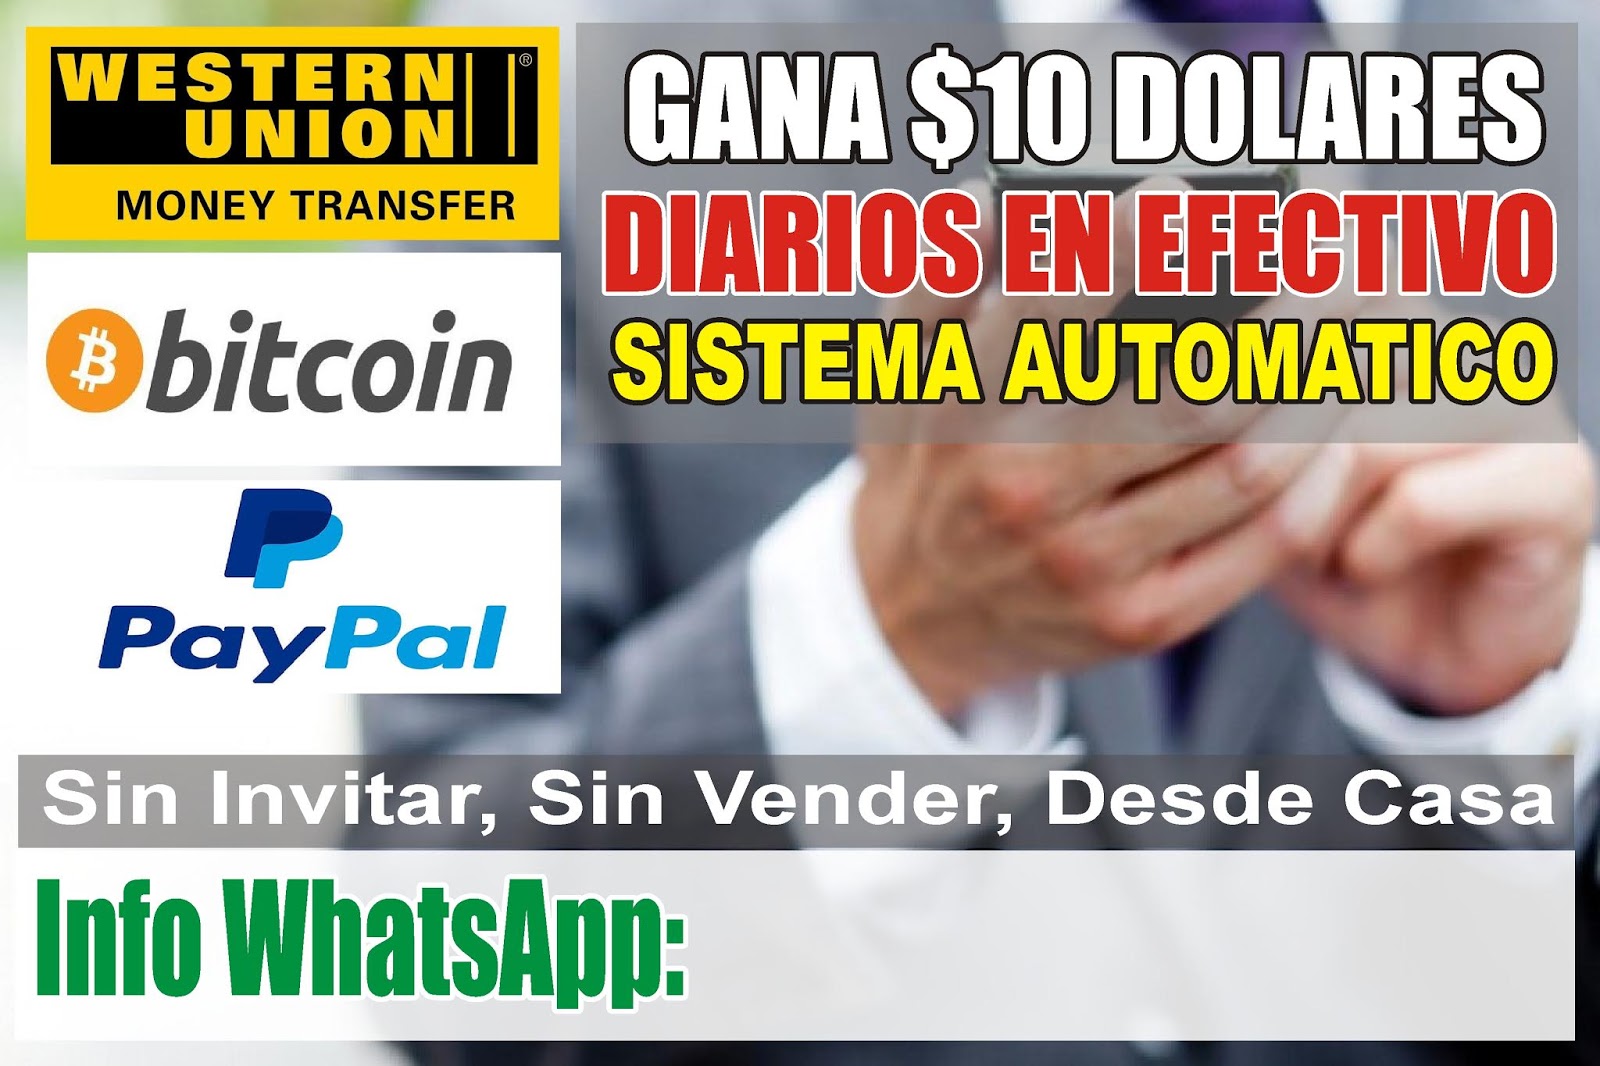 WESTERN
UNION ®
MONEY TRANSFER
bitcoin
PayPal
GANA $10 DOLARES
DIARIOS EN EFECTIVO
SISTEMA AUTOMATICO
Sin Invitar, Sin Vender, Desde Casa
Info WhatsApp: